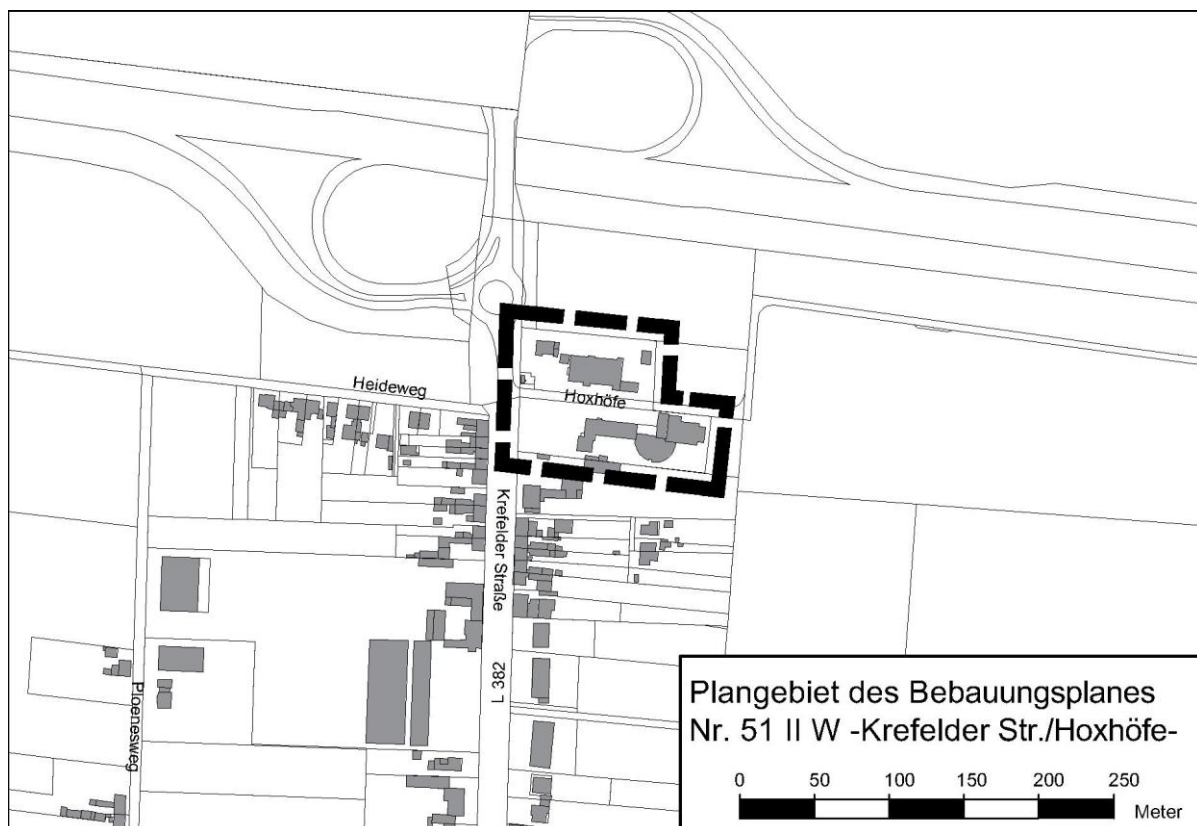 Heideweg
Hoxhöfe
Krefelder Straße
L 382
Ploenesweg
Plangebiet des Bebauungsplanes
Nr. 51 II W -Krefelder Str./Hoxhöfe-
0 50 100 150 200 250
Meter